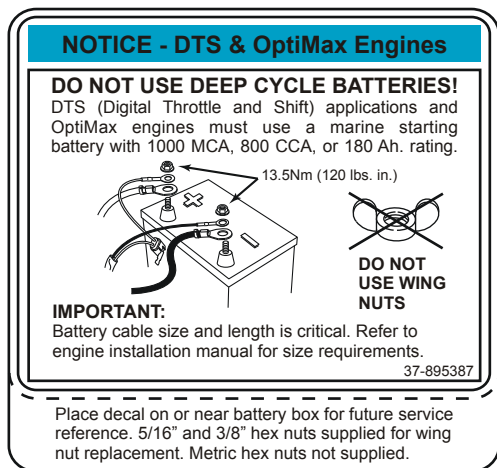 NOTICE - DTS & OptiMax Engines
DO NOT USE DEEP CYCLE BATTERIES!
DTS (Digital Throttle and Shift) applications and
OptiMax engines must use a marine starting
battery with 1000 MCA, 800 CCA, or 180 Ah. rating.
13.5Nm (120 lbs. in.)
DO NOT
USE WING
NUTS
IMPORTANT:
Battery cable size and length is critical. Refer to
engine installation manual for size requirements.
37-895387
Place decal on or near battery box for future service
reference. 5/16” and 3/8” hex nuts supplied for wing
nut replacement. Metric hex nuts not supplied.